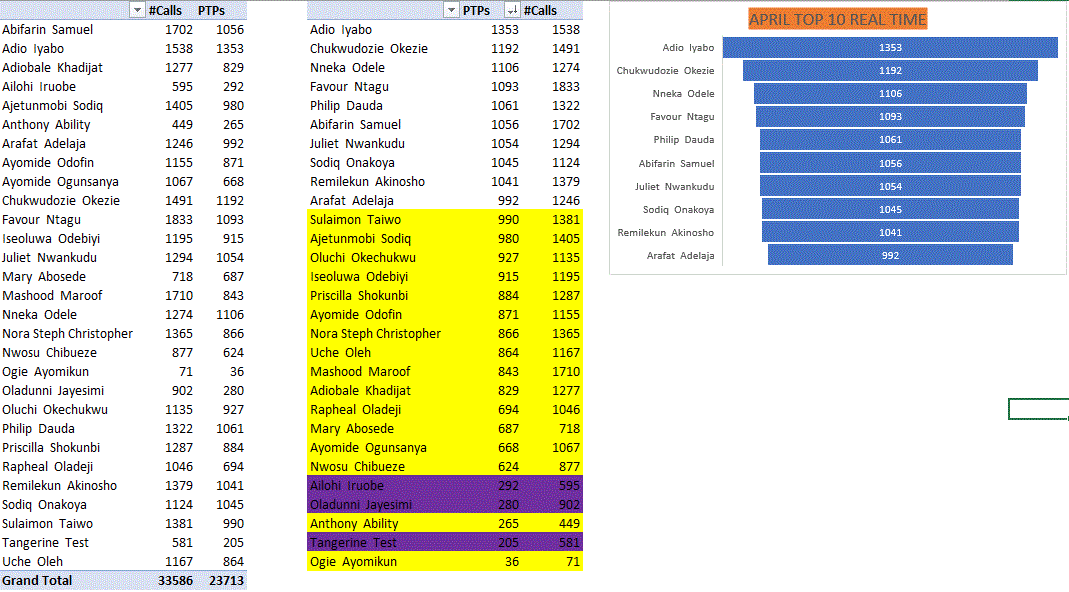 #Calls PTPs
Abifarin Samuel 1702 1056
Adio Iyabo 1538 1353
Adiobale Khadijat 1277 829
Ailohi Iruobe 595 292
Ajetunmobi Sodiq 1405 980
Anthony Ability 449 265
Arafat Adelaja 1246 992
Ayomide Odofin 1155 871
Ayomide Ogunsanya 1067 668
Chukwudozie Okezie 1491 1192
Favour Ntagu 1833 1093
Iseoluwa Odebiyi 1195 915
Juliet Nwankudu 1294 1054
Mary Abosede 718 687
Mashood Maroof 1710 843
Nneka Odele 1274 1106
Nora Steph Christopher 1365 866
Nwosu Chibueze 877 624
Ogie Ayomikun 71 36
Oladunni Jayesimi 902 280
Oluchi Okechukwu 1135 927
Philip Dauda 1322 1061
Priscilla Shokunbi 1287 884
Rapheal Oladeji 1046 694
Remilekun Akinosho 1379 1041
Sodiq Onakoya 1124 1045
Sulaimon Taiwo 1381 990
Tangerine Test 581 205
Uche Oleh 1167 864
Grand Total 33586 23713
PTPs #Calls
Adio Iyabo 1353 1538
Chukwudozie Okezie 1192 1491
Nneka Odele 1106 1274
Favour Ntagu 1093 1833
Philip Dauda 1061 1322
Abifarin Samuel 1056 1702
Juliet Nwankudu 1054 1294
Sodiq Onakoya 1045 1124
Remilekun Akinosho 1041 1379
Arafat Adelaja 992 1246
Sulaimon Taiwo 990 1381
Ajetunmobi Sodiq 980 1405
Oluchi Okechukwu 927 1135
Iseoluwa Odebiyi 915 1195
Priscilla Shokunbi 884 1287
Ayomide Odofin 871 1155
Nora Steph Christopher 866 1365
Uche Oleh 864 1167
Mashood Maroof 843 1710
Adiobale Khadijat 829 1277
Rapheal Oladeji 694 1046
Mary Abosede 687 718
Ayomide Ogunsanya 668 1067
Nwosu Chibueze 624 877
Ailohi Iruobe 292 595
Oladunni Jayesimi 280 902
Anthony Ability 265 449
Tangerine Test 205 581
Ogie Ayomikun 36 71
APRIL TOP 10 REAL TIME
Adio Iyabo 1353
Chukwudozie Okezie 1192
Nneka Odele 1106
Favour Ntagu 1093
Philip Dauda 1061
Abifarin Samuel 1056
Juliet Nwankudu 1054
Sodiq Onakoya 1045
Remilekun Akinosho 1041
Arafat Adelaja 992